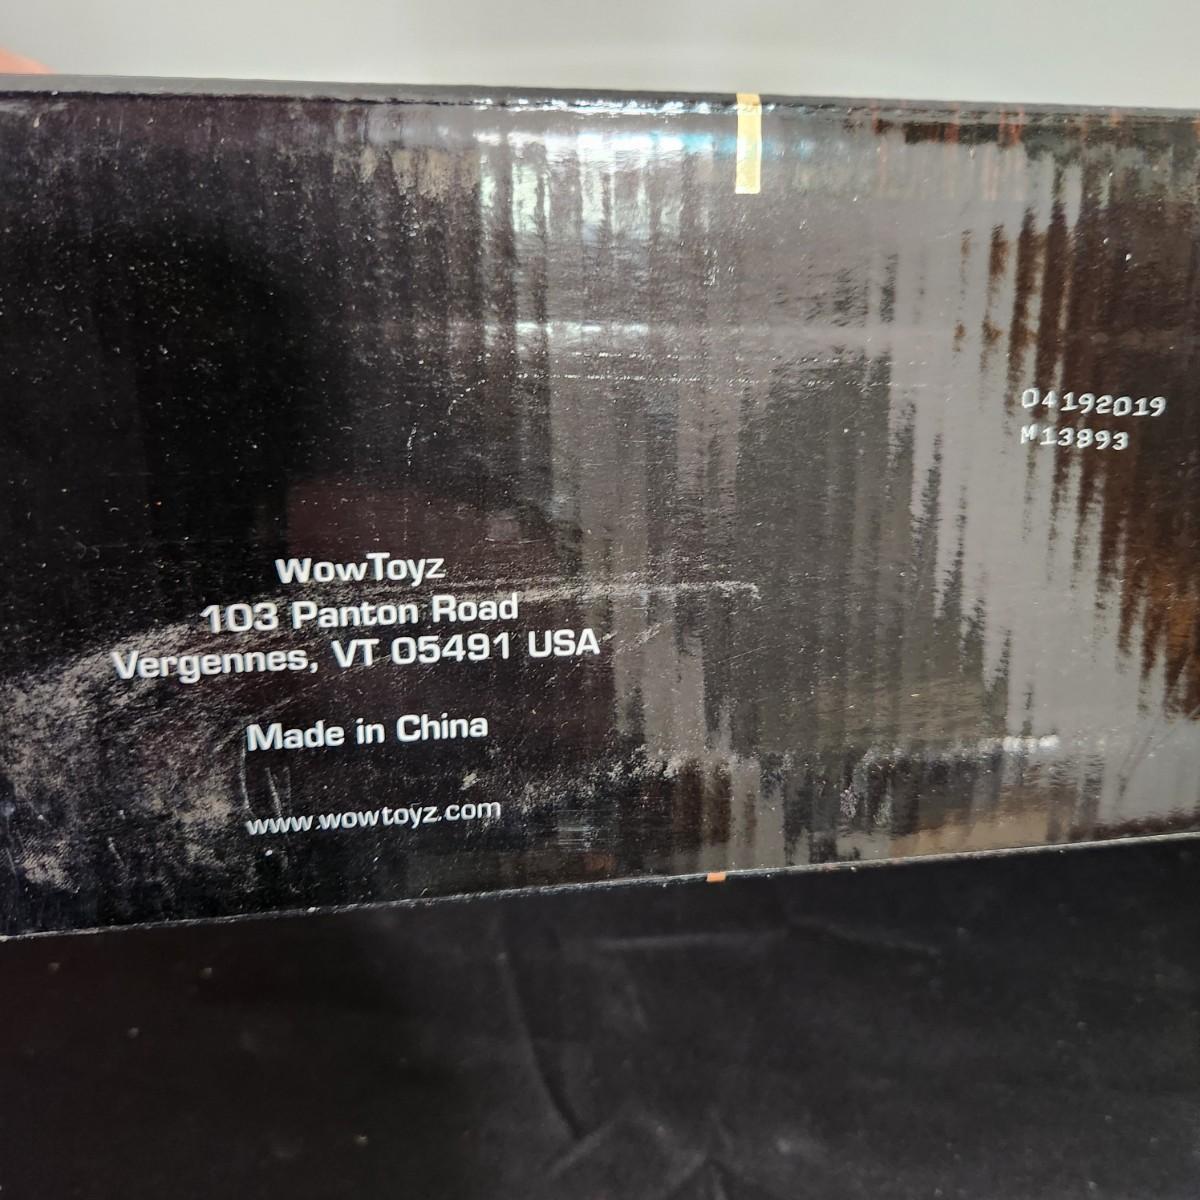 04192019
M13893
WowToyz
103 Panton Road
Vergennes, VT 05491 USA
Made in China
www.wowtoyz.com